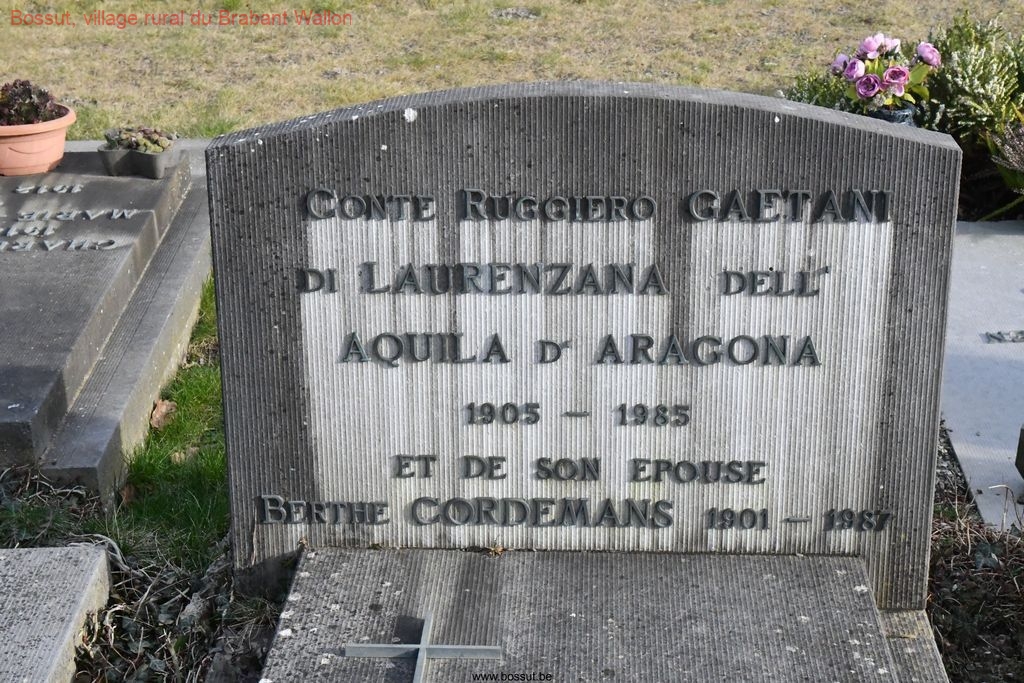 Bossut, village rural du Brabant Wallon
Conte Ruggiero GAETANI
DI LAURENZANA DELL'
AQUILA D' ARAGONA
1905 – 1985
ET DE SON EPOUSE
BERTHE CORDEMANS 1901 – 1987
www.bossut.be